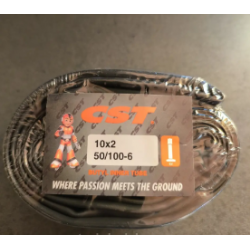 CST
10x2
50/100-6
WHERE PASSION MEETS THE GROUND